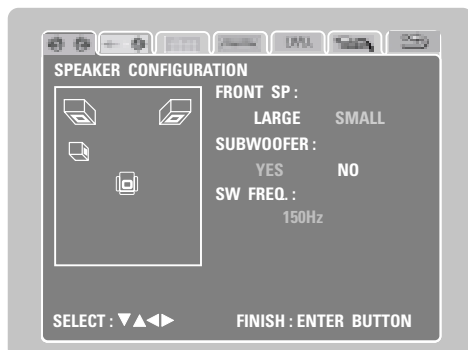 SPEAKER CONFIGURATION
FRONT SP :
LARGE SMALL
SUBWOOFER :
YES NO
SW FREQ. :
150Hz
SELECT : ▼▲◀▶ FINISH : ENTER BUTTON